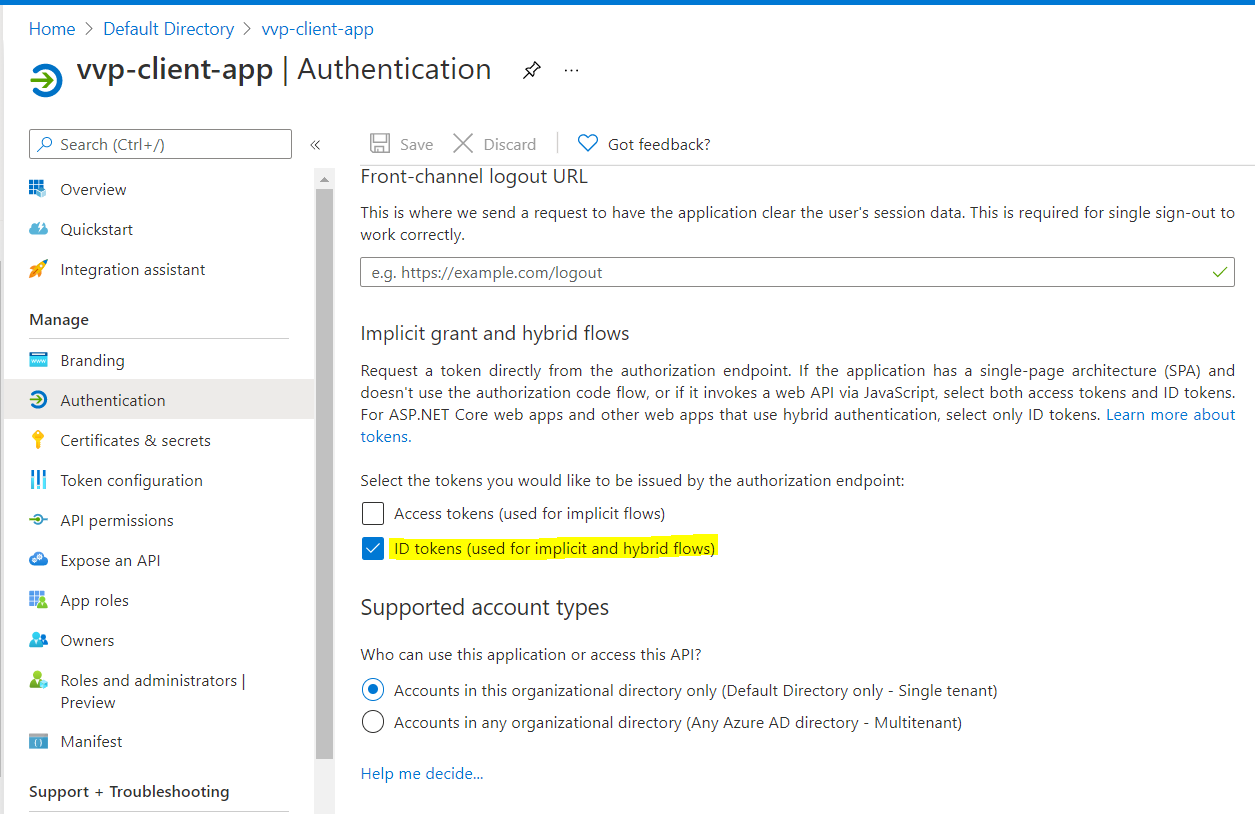 Home > Default Directory > vvp-client-app
vvp-client-app | Authentication
...
Search (Ctrl+/)
«
Overview
Quickstart
Integration assistant
Manage
Branding
Authentication
Certificates & secrets
Token configuration
API permissions
Expose an API
App roles
Owners
Roles and administrators |
Preview
Manifest
Support + Troubleshooting
Save
Discard
Got feedback?
Front-channel logout URL
This is where we send a request to have the application clear the user's session data. This is required for single sign-out to
work correctly.
e.g. https://example.com/logout
Implicit grant and hybrid flows
Request a token directly from the authorization endpoint. If the application has a single-page architecture (SPA) and
doesn't use the authorization code flow, or if it invokes a web API via JavaScript, select both access tokens and ID tokens.
For ASP.NET Core web apps and other web apps that use hybrid authentication, select only ID tokens. Learn more about
tokens.
Select the tokens you would like to be issued by the authorization endpoint:
Access tokens (used for implicit flows)
ID tokens (used for implicit and hybrid flows)
Supported account types
Who can use this application or access this API?
Accounts in this organizational directory only (Default Directory only - Single tenant)
Accounts in any organizational directory (Any Azure AD directory - Multitenant)
Help me decide...